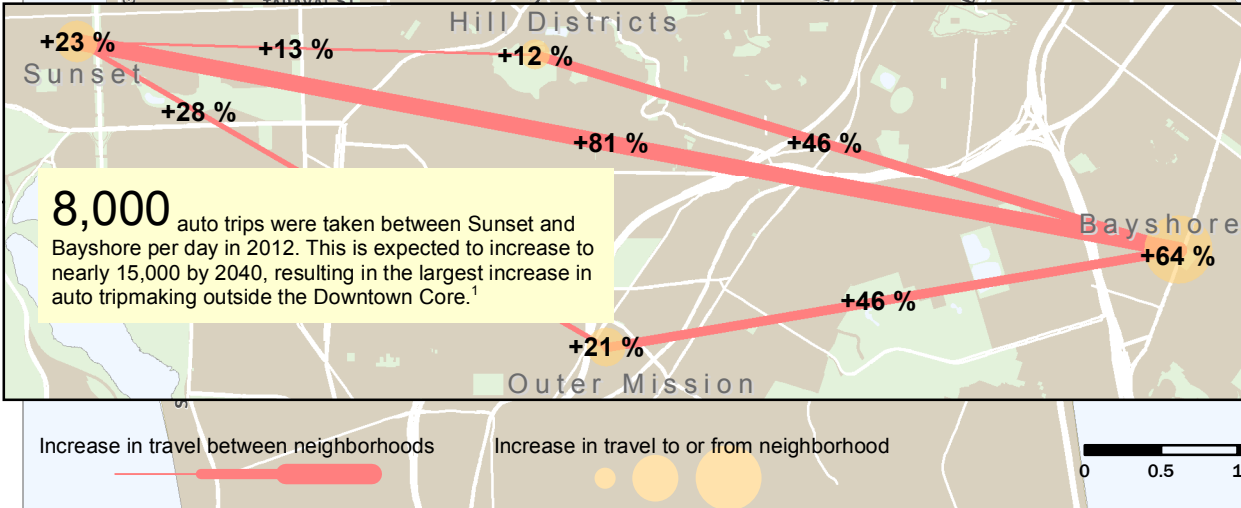 Hill Districts
+23 %
+13 %
+12 %
Sunset
+28 %
+81 %
+46 %
8,000 auto trips were taken between Sunset and
Bayshore per day in 2012. This is expected to increase to
nearly 15,000 by 2040, resulting in the largest increase in
auto tripmaking outside the Downtown Core.1
Bayshore
+64 %
+46 %
+21 %
Outer Mission
Increase in travel between neighborhoods
Increase in travel to or from neighborhood
0 0.5 1